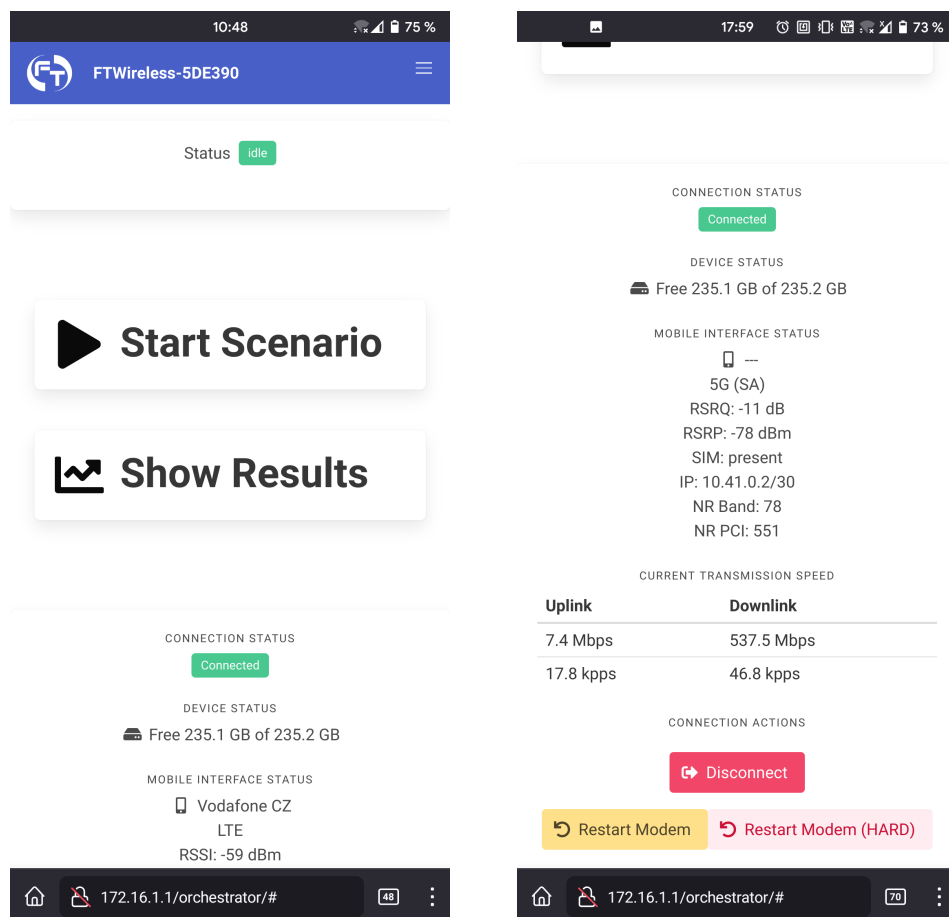 10:48
75 %
FT
FTWireless-5DE390
Status idle
Start Scenario
Show Results
CONNECTION STATUS
Connected
DEVICE STATUS
Free 235.1 GB of 235.2 GB
MOBILE INTERFACE STATUS
Vodafone CZ
LTE
RSSI: -59 dBm
172.16.1.1/orchestrator/#
48
17:59
73 %
CONNECTION STATUS
Connected
DEVICE STATUS
Free 235.1 GB of 235.2 GB
MOBILE INTERFACE STATUS
---
5G (SA)
RSRQ: -11 dB
RSRP: -78 dBm
SIM: present
IP: 10.41.0.2/30
NR Band: 78
NR PCI: 551
CURRENT TRANSMISSION SPEED
Uplink Downlink
7.4 Mbps 537.5 Mbps
17.8 kpps 46.8 kpps
CONNECTION ACTIONS
Disconnect
Restart Modem Restart Modem (HARD)
172.16.1.1/orchestrator/#
70